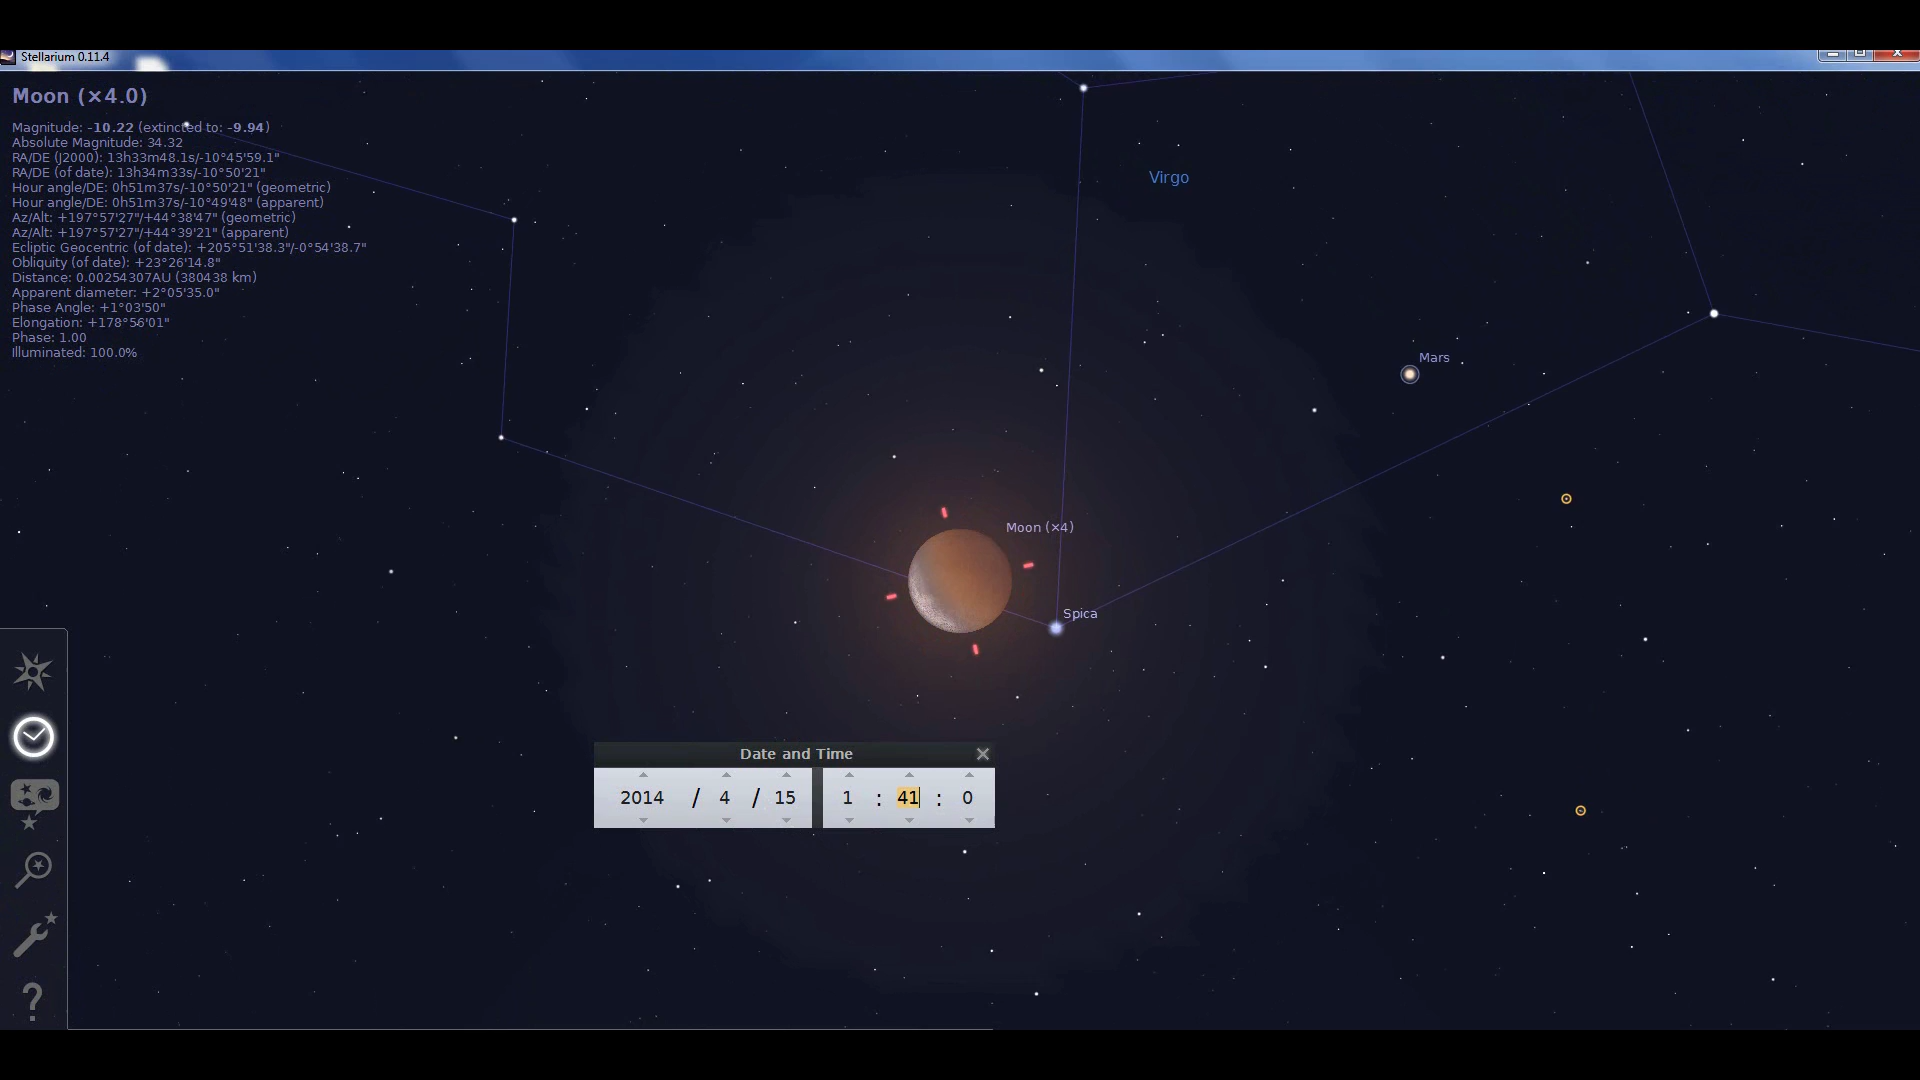 Stellarium 0.11.4
Moon (×4.0)
Magnitude: -10.22 (extincted to: -9.94)
Absolute Magnitude: 34.32
RA/DE (J2000): 13h33m48.1s/-10°45'59.1"
RA/DE (of date): 13h34m33s/-10°50'21"
Hour angle/DE: 0h51m37s/-10°50'21" (geometric)
Hour angle/DE: 0h51m37s/-10°49'48" (apparent)
Az/Alt: +197°57'27"/+44°38'47" (geometric)
Az/Alt: +197°57'27"/+44°39'21" (apparent)
Ecliptic Geocentric (of date): +205°51'38.3"/-0°54'38.7"
Obliquity (of date): +23°26'14.8"
Distance: 0.00254307AU (380438 km)
Apparent diameter: +2°05'35.0"
Phase Angle: +1°03'50"
Elongation: +178°56'01"
Phase: 1.00
Illuminated: 100.0%
Virgo
Mars
Moon (×4)
Spica
Date and Time
2014 / 4 / 15 1 : 41 : 0